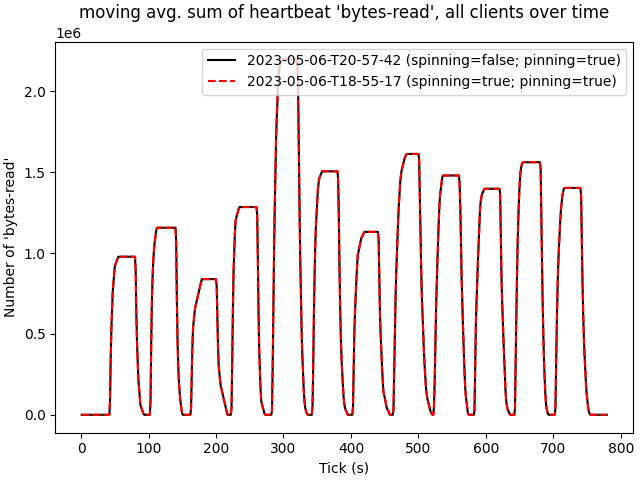 moving avg. sum of heartbeat 'bytes-read', all clients over time
1e6
2023-05-06-T20-57-42 (spinning=false; pinning=true)
2023-05-06-T18-55-17 (spinning=true; pinning=true)
Number of 'bytes-read'
2.0
1.5
1.0
0.5
0.0
0 100 200 300 400 500 600 700 800
Tick (s)